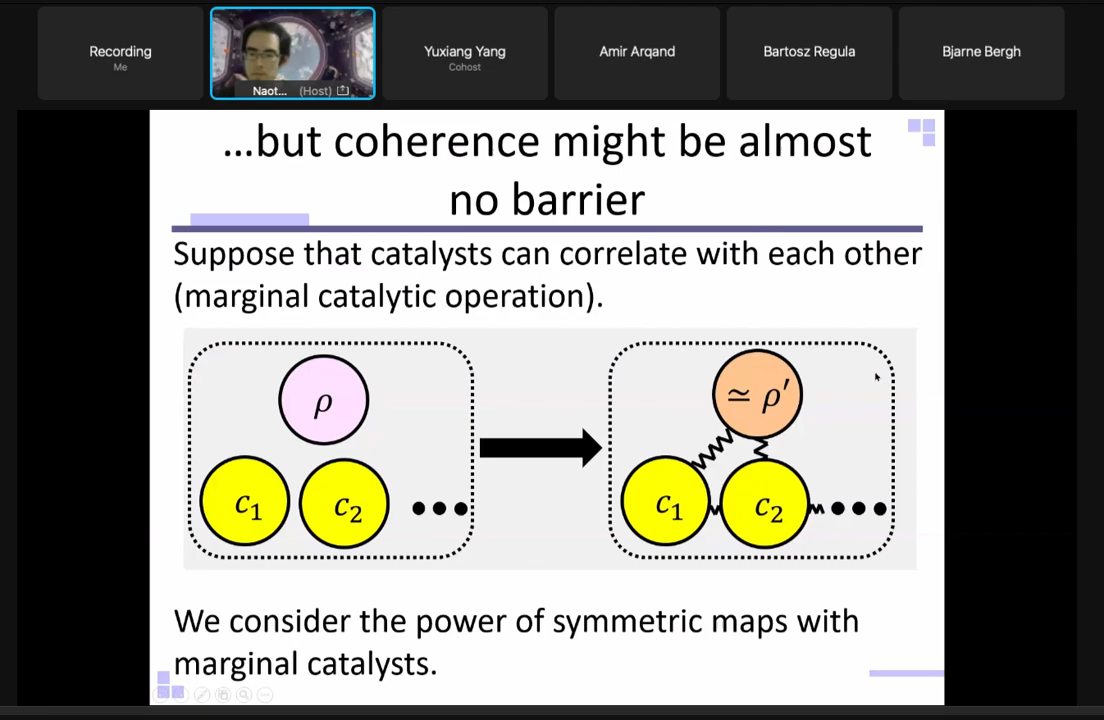 Recording
Me
Naot... (Host)
Yuxiang Yang
Cohost
Amir Arqand
Bartosz Regula
Bjarne Bergh
...but coherence might be almost
no barrier
Suppose that catalysts can correlate with each other
(marginal catalytic operation).
ρ
c₁ c₂ •••
≃ ρ′
c₁ c₂ •••
We consider the power of symmetric maps with
marginal catalysts.